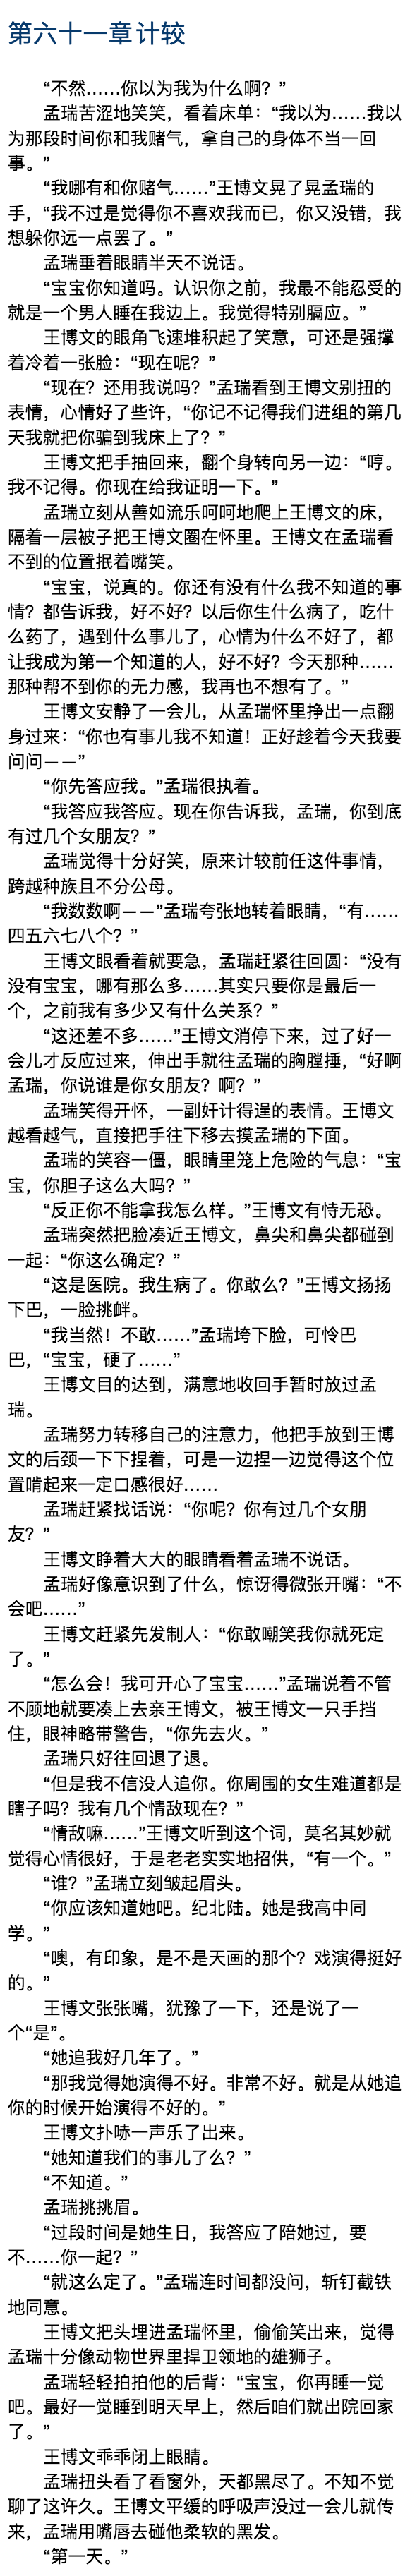 第六十一章 计较
“不然……你以为我为什么啊？”
孟瑞苦涩地笑笑，看着床单：“我以为……我以
为那段时间你和我赌气，拿自己的身体不当一回
事。”
“我哪有和你赌气……”王博文晃了晃孟瑞的
手，“我不过是觉得你不喜欢我而已，你又没错，我
想躲你远一点罢了。”
孟瑞垂着眼睛半天不说话。
“宝宝你知道吗。认识你之前，我最不能忍受的
就是一个男人睡在我边上。我觉得特别膈应。”
王博文的眼角飞速堆积起了笑意，可还是强撑
着冷着一张脸：“现在呢？”
“现在？还用我说吗？”孟瑞看到王博文别扭的
表情，心情好了些许，“你记不记得我们进组的第几
天我就把你骗到我床上了？”
王博文把手抽回来，翻个身转向另一边：“哼。
我不记得。你现在给我证明一下。”
孟瑞立刻从善如流乐呵呵地爬上王博文的床，
隔着一层被子把王博文圈在怀里。王博文在孟瑞看
不到的位置抿着嘴笑。
“宝宝，说真的。你还有没有什么我不知道的事
情？都告诉我，好不好？以后你生什么病了，吃什
么药了，遇到什么事儿了，心情为什么不好了，都
让我成为第一个知道的人，好不好？今天那种……
那种帮不到你的无力感，我再也不想有了。”
王博文安静了一会儿，从孟瑞怀里挣出一点翻
身过来：“你也有事儿我不知道！正好趁着今天我要
问问——”
“你先答应我。”孟瑞很执着。
“我答应我答应。现在你告诉我，孟瑞，你到底
有过几个女朋友？”
孟瑞觉得十分好笑，原来计较前任这件事情，
跨越种族且不分公母。
“我数数啊——”孟瑞夸张地转着眼睛，“有……
四五六七八个？”
王博文眼看着就要急，孟瑞赶紧往回圆：“没有
没有宝宝，哪有那么多……其实只要你是最后一
个，之前我有多少又有什么关系？”
“这还差不多……”王博文消停下来，过了好一
会儿才反应过来，伸出手就往孟瑞的胸膛捶，“好啊
孟瑞，你说谁是你女朋友？啊？”
孟瑞笑得开怀，一副奸计得逞的表情。王博文
越看越气，直接把手往下移去摸孟瑞的下面。
孟瑞的笑容一僵，眼睛里笼上危险的气息：“宝
宝，你胆子这么大吗？”
“反正你不能拿我怎么样。”王博文有恃无恐。
孟瑞突然把脸凑近王博文，鼻尖和鼻尖都碰到
一起：“你这么确定？”
“这是医院。我生病了。你敢么？”王博文扬扬
下巴，一脸挑衅。
“我当然！不敢……”孟瑞垮下脸，可怜巴
巴，“宝宝，硬了……”
王博文目的达到，满意地收回手暂时放过孟
瑞。
孟瑞努力转移自己的注意力，他把手放到王博
文的后颈一下下捏着，可是一边捏一边觉得这个位
置啃起来一定口感很好……
孟瑞赶紧找话说：“你呢？你有过几个女朋
友？”
王博文睁着大大的眼睛看着孟瑞不说话。
孟瑞好像意识到了什么，惊讶得微张开嘴：“不
会吧……”
王博文赶紧先发制人：“你敢嘲笑我你就死定
了。”
“怎么会！我可开心了宝宝……”孟瑞说着不管
不顾地就要凑上去亲王博文，被王博文一只手挡
住，眼神略带警告，“你先去火。”
孟瑞只好往回退了退。
“但是我不信没人追你。你周围的女生难道都是
瞎子吗？我有几个情敌现在？”
“情敌嘛……”王博文听到这个词，莫名其妙就
觉得心情很好，于是老老实实地招供，“有一个。”
“谁？”孟瑞立刻皱起眉头。
“你应该知道她吧。纪北陆。她是我高中同
学。”
“噢，有印象，是不是天画的那个？戏演得挺好
的。”
王博文张张嘴，犹豫了一下，还是说了一
个“是”。
“她追我好几年了。”
“那我觉得她演得不好。非常不好。就是从她追
你的时候开始演得不好的。”
王博文扑哧一声乐了出来。
“她知道我们的事儿了么？”
“不知道。”
孟瑞挑挑眉。
“过段时间是她生日，我答应了陪她过，要
不……你一起？”
“就这么定了。”孟瑞连时间都没问，斩钉截铁
地同意。
王博文把头埋进孟瑞怀里，偷偷笑出来，觉得
孟瑞十分像动物世界里捍卫领地的雄狮子。
孟瑞轻轻拍拍他的后背：“宝宝，你再睡一觉
吧。最好一觉睡到明天早上，然后咱们就出院回家
了。”
王博文乖乖闭上眼睛。
孟瑞扭头看了看窗外，天都黑尽了。不知不觉
聊了这许久。王博文平缓的呼吸声没过一会儿就传
来，孟瑞用嘴唇去碰他柔软的黑发。
“第一天。”